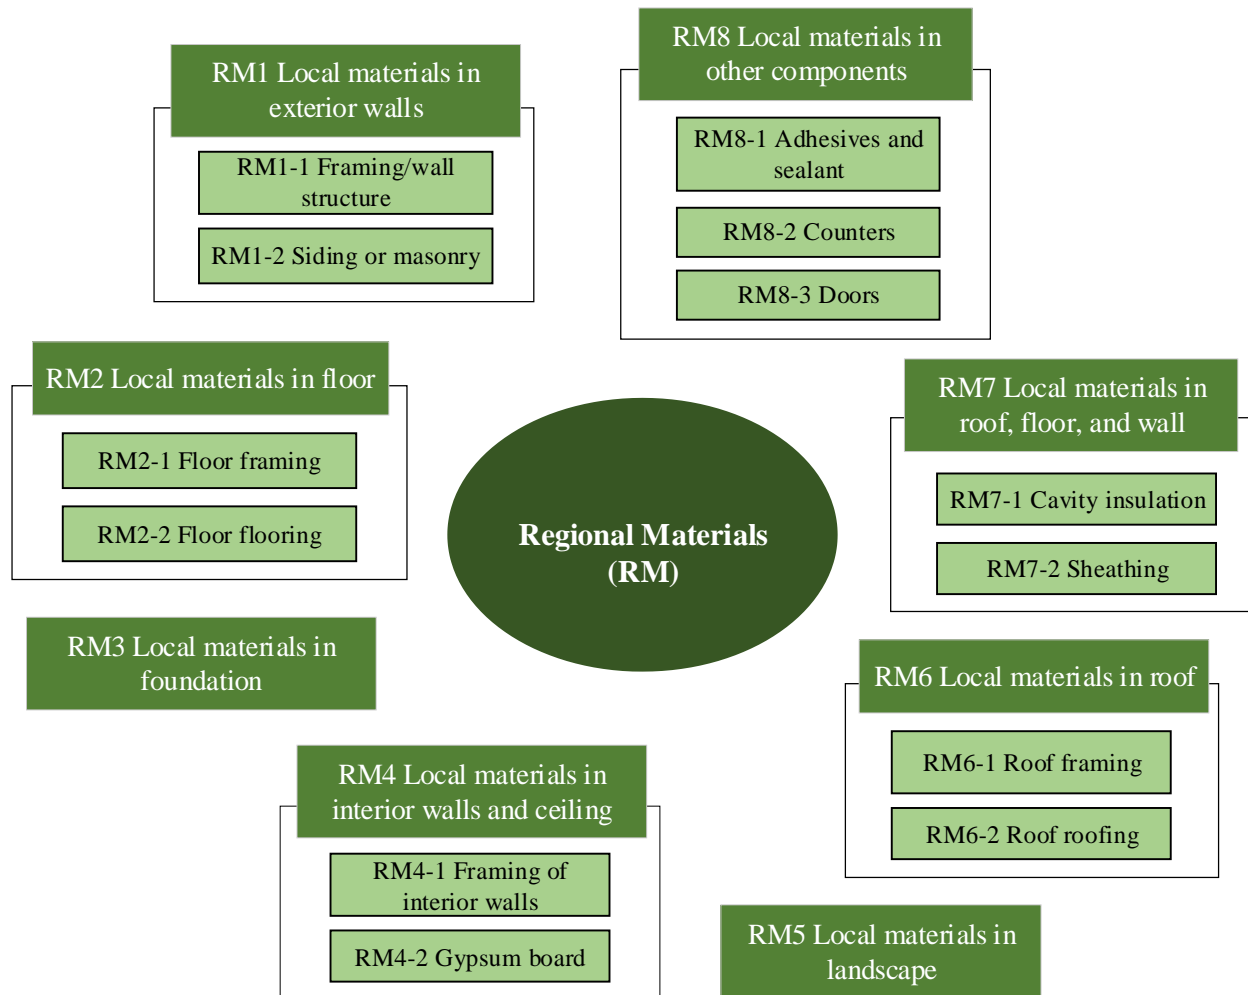 RM1 Local materials in
exterior walls
RM1-1 Framing/wall
structure
RM1-2 Siding or masonry
RM8 Local materials in
other components
RM8-1 Adhesives and
sealant
RM8-2 Counters
RM8-3 Doors
RM2 Local materials in floor
RM2-1 Floor framing
RM2-2 Floor flooring
Regional Materials
(RM)
RM7 Local materials in
roof, floor, and wall
RM7-1 Cavity insulation
RM7-2 Sheathing
RM3 Local materials in
foundation
RM6 Local materials in roof
RM6-1 Roof framing
RM6-2 Roof roofing
RM4 Local materials in
interior walls and ceiling
RM4-1 Framing of
interior walls
RM4-2 Gypsum board
RM5 Local materials in
landscape